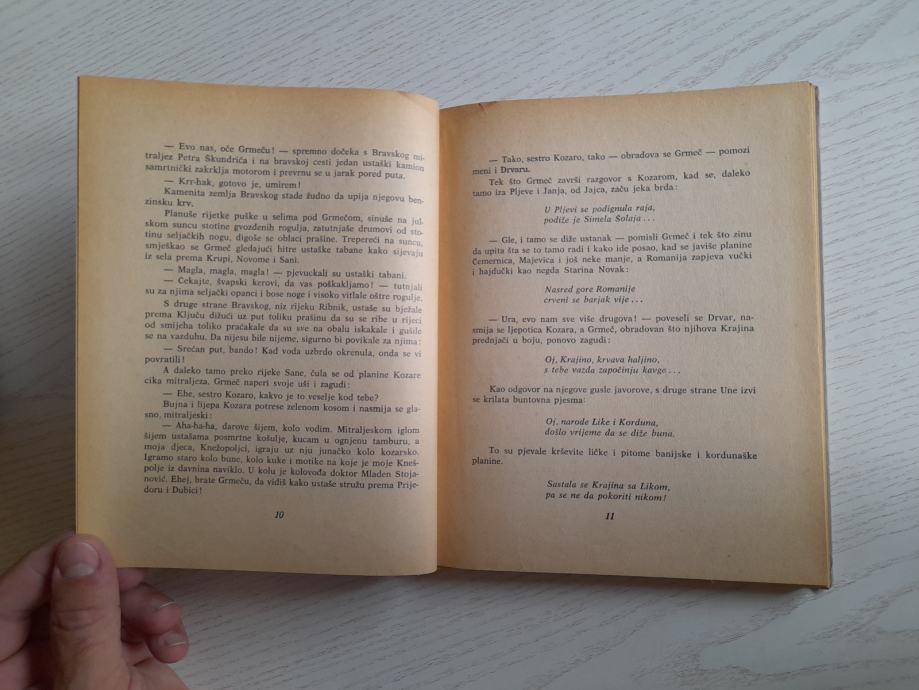 — Evo nas, oče Grmeču! — spremno dočeka s Bravskog mi-
traljez Petra Škundrića i na bravskoj cesti jedan ustaški kamion
samrtnički zakrklja motorom i prevrnu se u jarak pored puta.
— Krr-hak, gotovo je, umirem!
Kamenita zemlja Bravskog stade žudno da upija njegovu ben-
zinsku krv.
Planuše rijetke puške u selima pod Grmečom, sinuše na jul-
skom suncu stotine gvozdenih rogulja, zatutnjaše drumovi od sto-
tinu seljačkih nogu, digoše se oblaci prašine. Trepereći na suncu,
smješkao se Grmeč gledajući hitre ustaške tabane kako sijevaju
iz sela prema Krupi, Novome i Sani.
— Magla, magla, magla! — pjevuckali su ustaški tabani.
— Čekajte, švapski kerovi, da vas poškakljamo! — tutnjali
su za njima seljački opanci i bose noge i visoko vitlale oštre rogulje.
S druge strane Bravskog, niz rijeku Ribnik, ustaše su bježale
prema Ključu dižući uz put toliku prašinu da su se ribe u rijeci
od smijeha toliko praćakale da su sve na obalu iskakale i gušile
se na vazduhu. Da nijesu bile nijeme, sigurno bi povikale za njima:
— Srećan put, bando! Kad voda uzbrdo okrenula, onda se vi
povratili!
A daleko tamo preko rijeke Sane, čula se od planine Kozare
cika mitraljeza. Grmeč naperi svoje uši i zagudi:
— Ehe, sestro Kozaro, kakvo je to veselje kod tebe?
Bujna i lijepa Kozara potrese zelenom kosom i nasmija se gla-
sno, mitraljeski:
— Aha-ha-ha, darove šijem, kolo vodim. Mitraljeskom iglom
šijem ustašama posmrtne košulje, kucam u ognjenu tamburu, a
moja djeca, Knežopoljci, igraju uz nju junačko kolo kozarsko.
Igramo staro kolo bune, kolo kuke i motike na koje je moje Kneš-
polje iz davnina naviklo. U kolu je kolovođa doktor Mladen Stoja-
nović. Ehej, brate Grmeču, da vidiš kako ustaše stružu prema Prije-
doru i Dubici!
10
— Tako, sestro Kozaro, tako — obradova se Grmeč — pomozi
meni i Drvaru.
Tek što Grmeč završi razgovor s Kozarom, kad se, daleko
tamo iza Pljeve i Janja, od Jajca, začu jeka brda:
U Pljevi se podignula raja,
podiže je Simela Šolaja...
— Gle, i tamo se diže ustanak — pomisli Grmeč i tek što zinu
da upita šta se to tamo radi i kako ide posao, kad se javiše planine
Čemernica, Majevica i još neke manje, a Romanija zapjeva vučki
i hajdučki kao negda Starina Novak:
Nasred gore Romanije
crveni se barjak vije...
— Ura, evo nam sve više drugova! — poveseli se Drvar, na-
smija se ljepotica Kozara, a Grmeč, obradovan što njihova Krajina
prednjači u boju, ponovo zagudi:
Oj, Krajino, krvava haljino,
s tebe vazda započinju kavge...
Kao odgovor na njegove gusle javorove, s druge strane Une izvi
se krilata buntovna pjesma:
Oj, narode Like i Korduna,
došlo vrijeme da se diže buna.
To su pjevale krševite ličke i pitome banijske i kordunaške
planine.
Sastala se Krajina sa Likom,
pa se ne da pokoriti nikom!
11